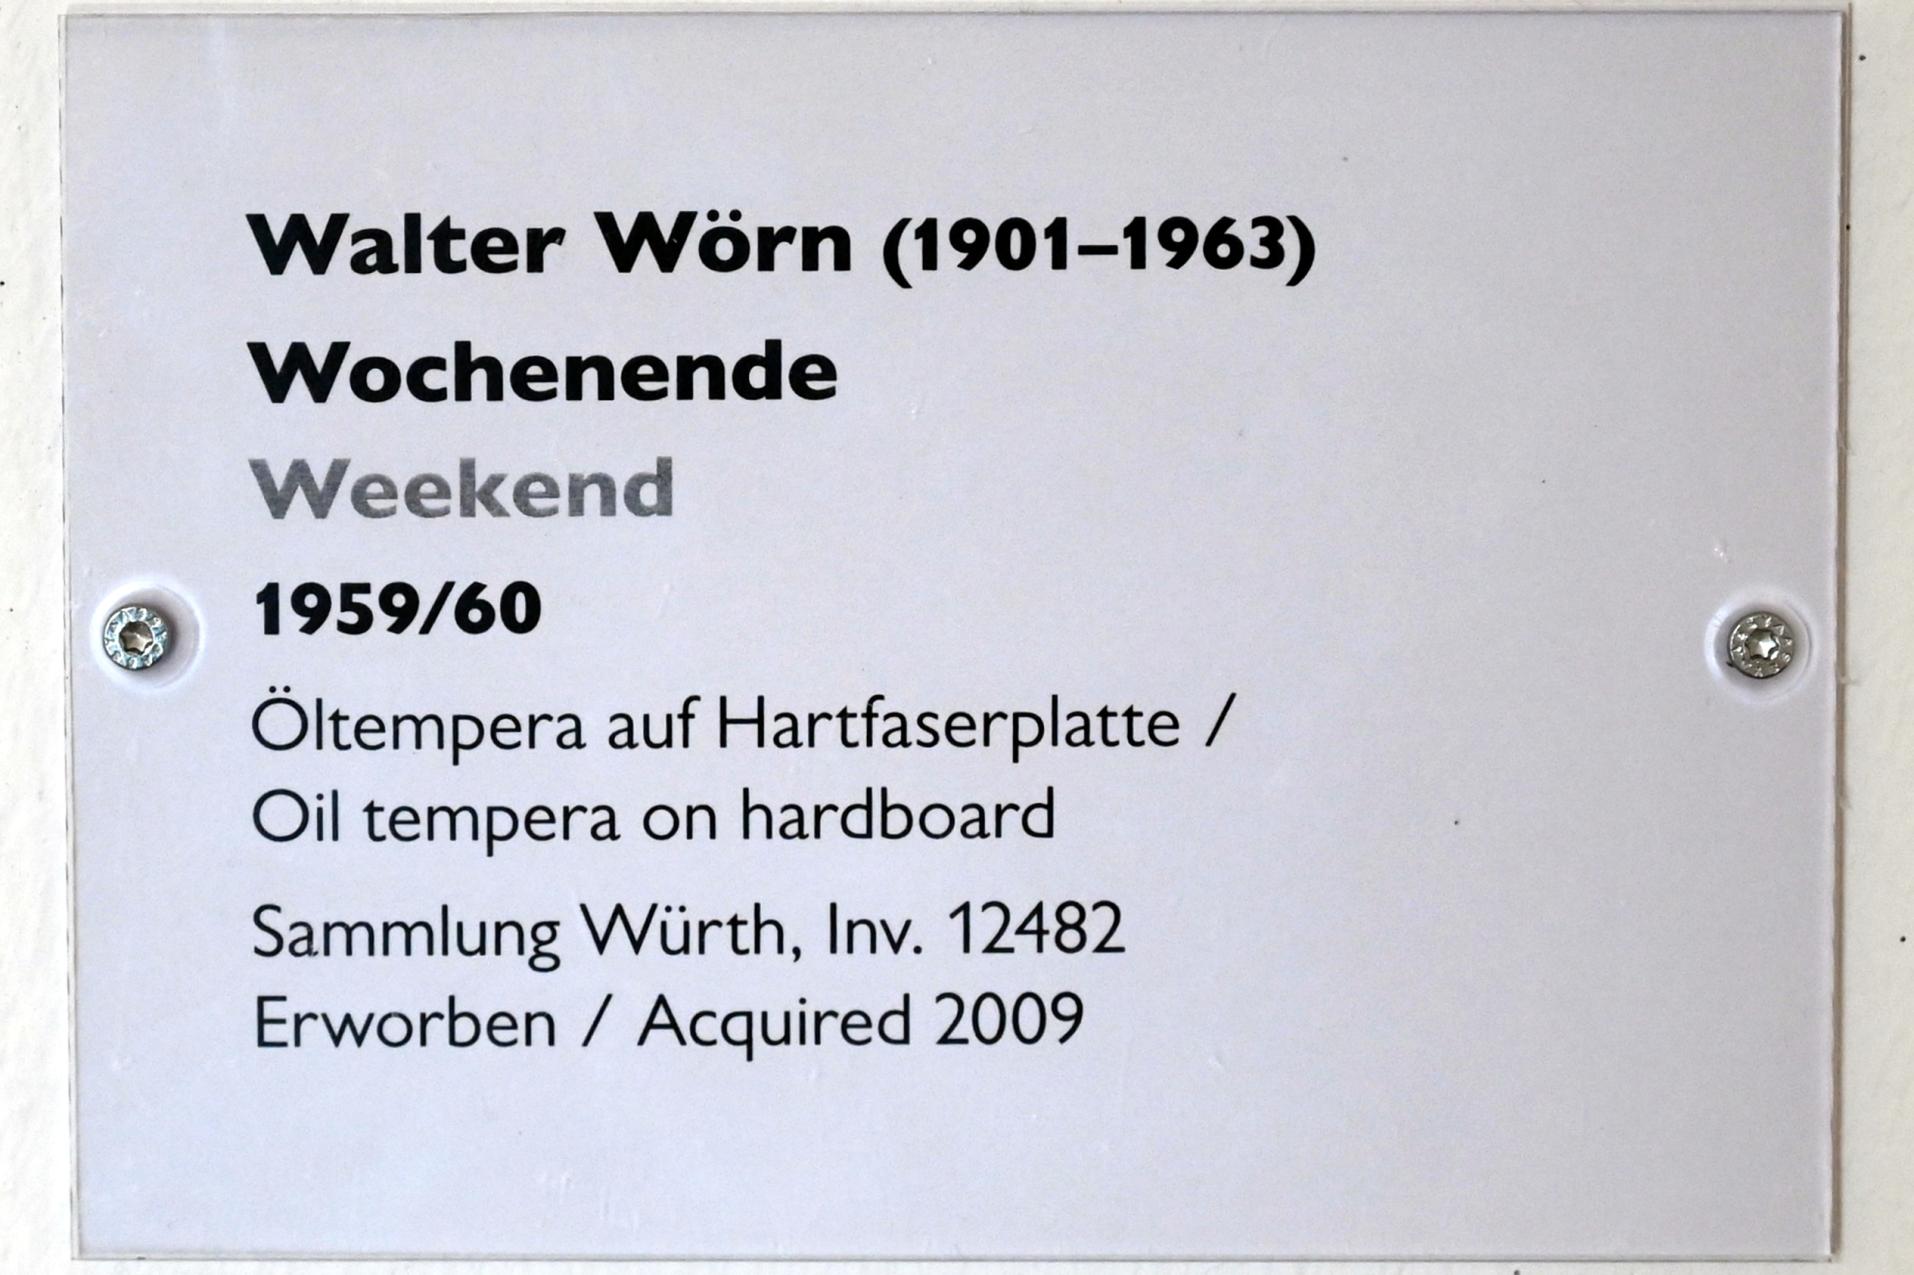 Walter Wörn (1901–1963)
Wochenende
Weekend
1959/60
Öltempera auf Hartfaserplatte /
Oil tempera on hardboard
Sammlung Würth, Inv. 12482
Erworben / Acquired 2009